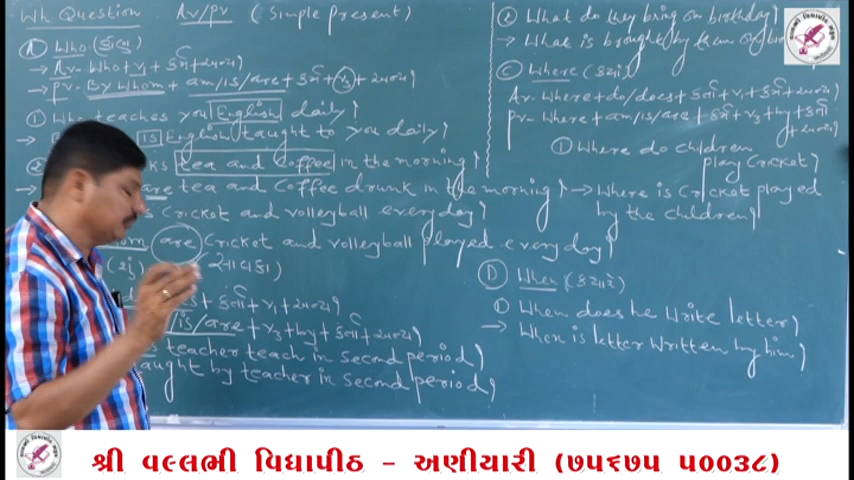 Wh. Question Av/pv (Simple Present)
Ⓐ Who (કોણ)
→ Av- Who + v₁ + કર્મ + અન્ય?
→ pv- By Whom + am/is/are + કર્મ + v₃ + અન્ય?
① Who teaches you English daily?
→ IS English taught to you daily?
② tea and coffee in the morning?
→ are tea and coffee drunk in the morning?
Cricket and volleyball every day?
are Cricket and volleyball played every day?
(શું)
+ કર્તા + v₁ + અન્ય?
is/are + v₃ + by + કર્તા + અન્ય?
teacher teach in second period?
taught by teacher in second period?
② What do they bring on birthday?
→ What is brought by them on
Ⓒ Where (ક્યાં)
Av- Where + do/does + કર્તા + v₁ + કર્મ + અન્ય?
pv- Where + am/is/are + કર્મ + v₃ + by + કર્તા
+ અન્ય?
① Where do children
play Cricket?
→ Where is Cricket played
by the children?
Ⓓ When (ક્યારે)
① When does he write letter?
→ When is letter written by him?
શ્રી વલ્લભી વિદ્યાપીઠ - અણીયારી (૭૫૬૭૫ ૫૦૦૩૮)